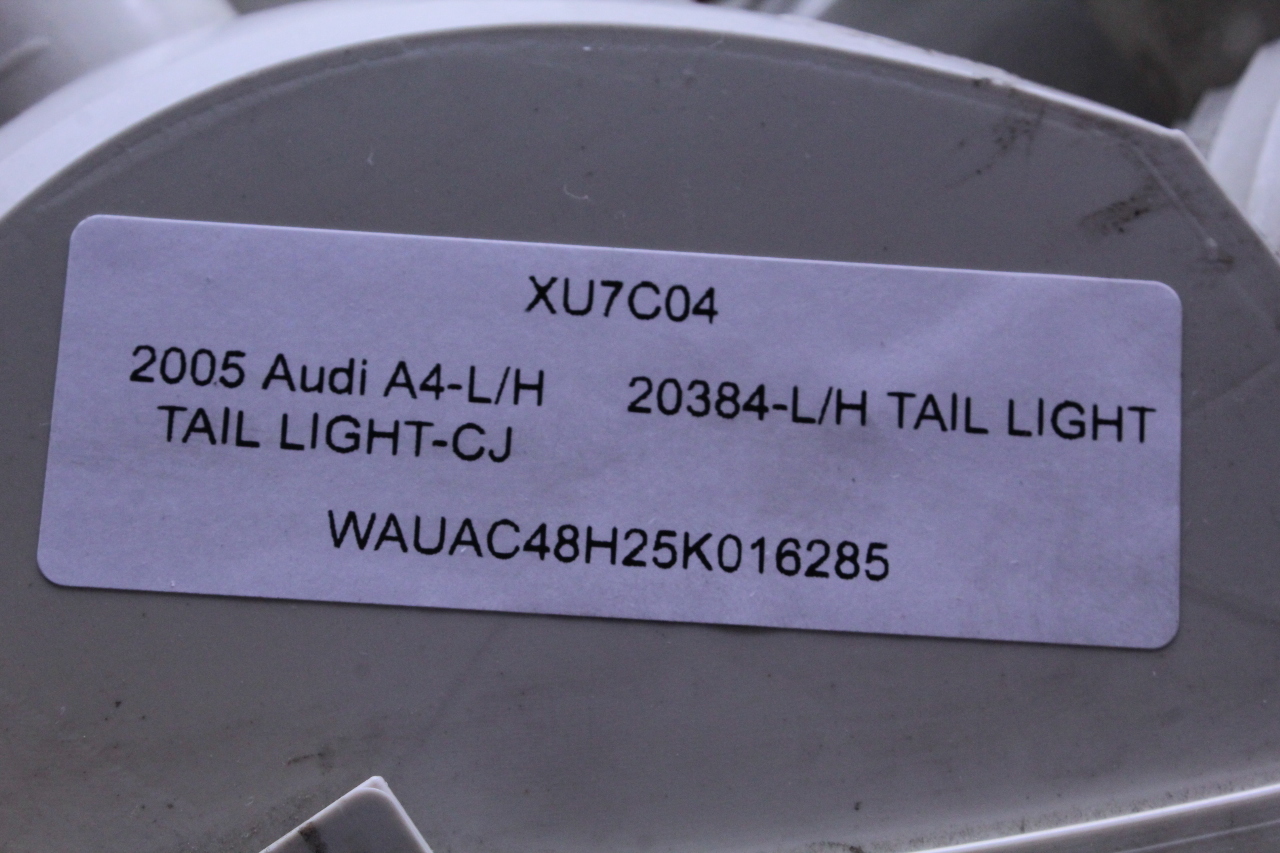 XU7C04
2005 Audi A4-L/H
TAIL LIGHT-CJ
20384-L/H TAIL LIGHT
WAUAC48H25K016285